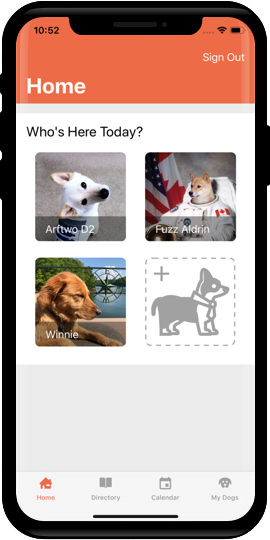 10:52
Sign Out
Home
Who's Here Today?
Arftwo D2
Fuzz Aldrin
Winnie
Home
Directory
Calendar
My Dogs